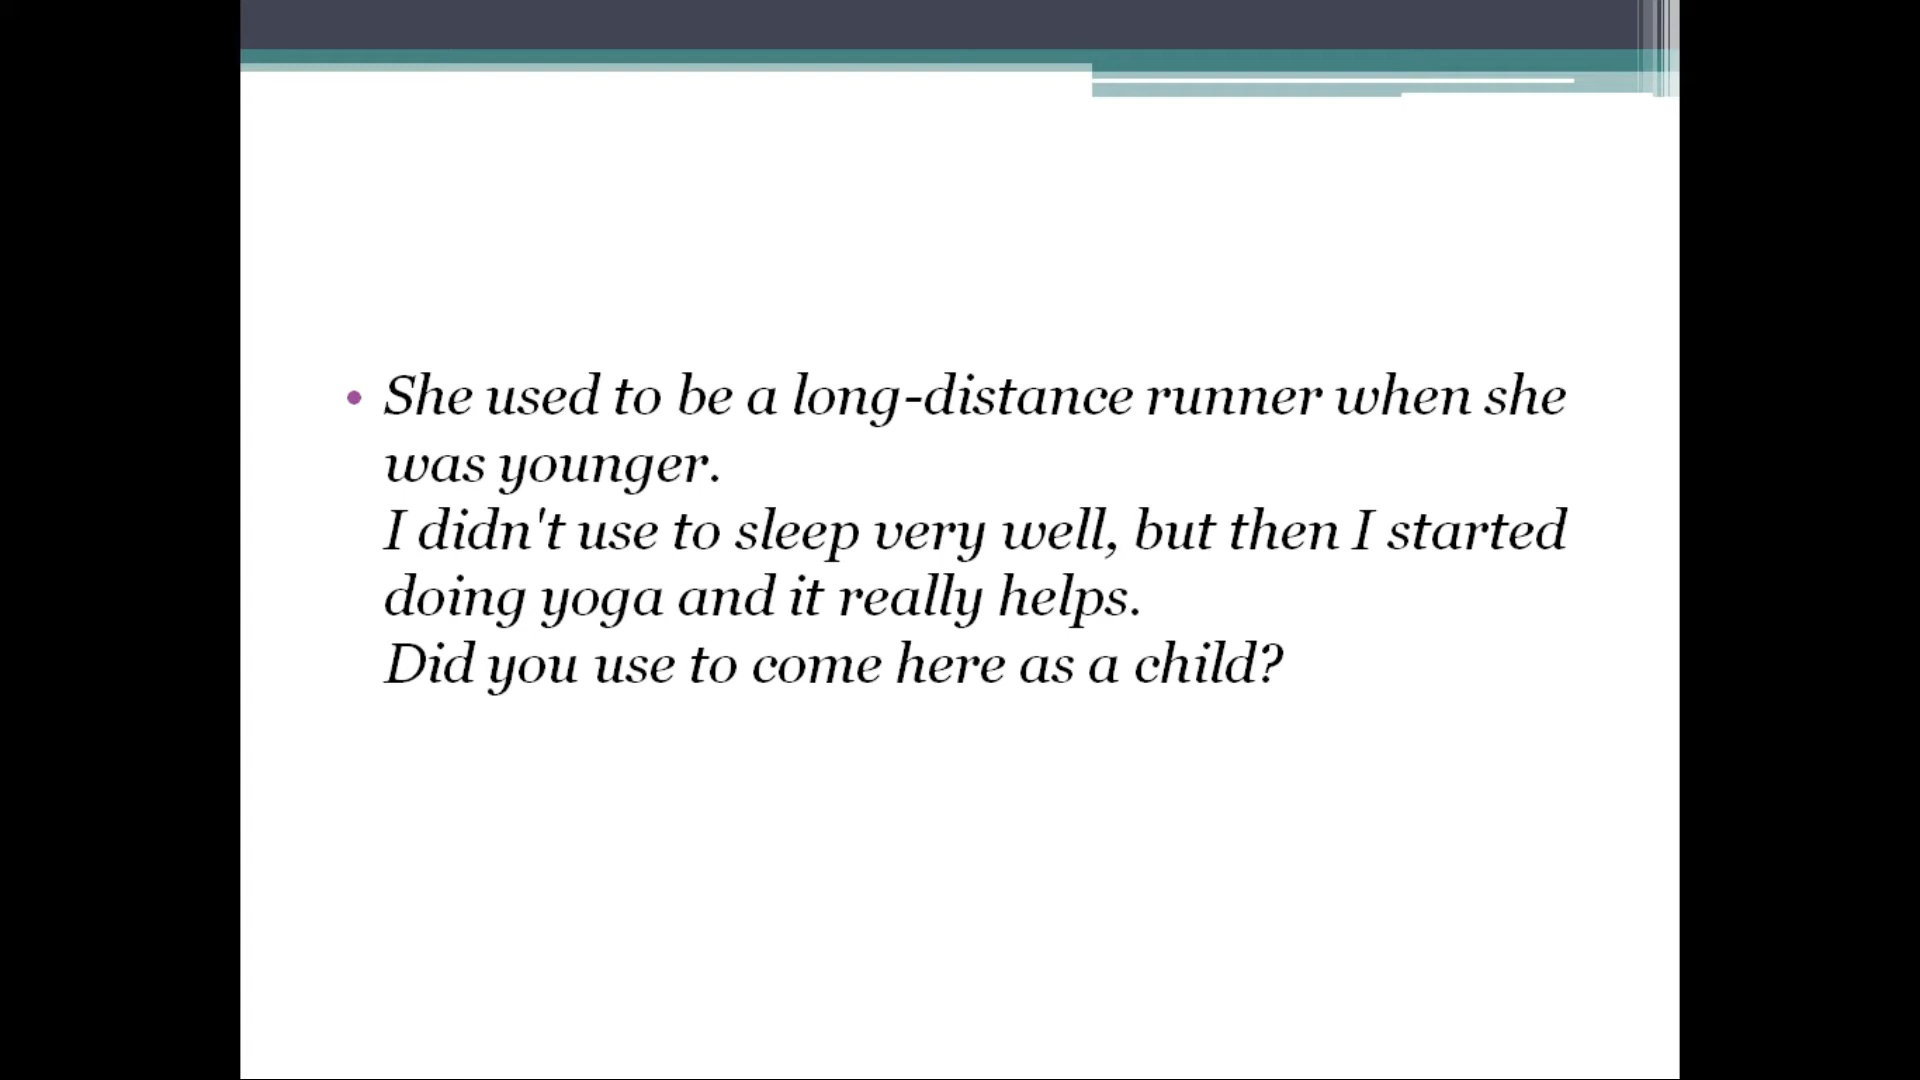 • She used to be a long-distance runner when she
was younger.
I didn't use to sleep very well, but then I started
doing yoga and it really helps.
Did you use to come here as a child?